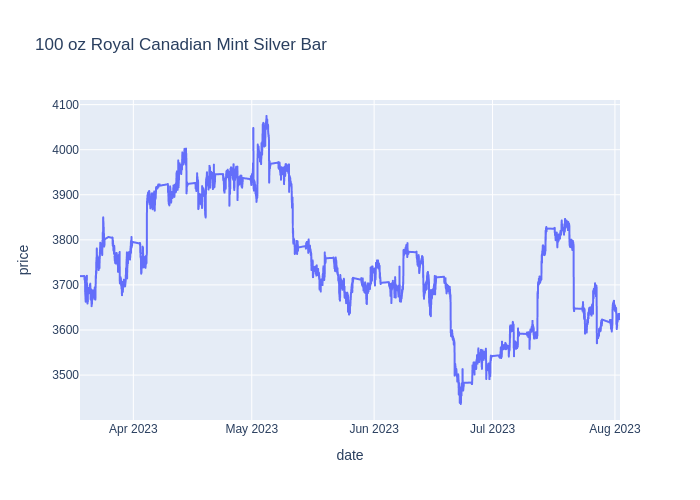 100 oz Royal Canadian Mint Silver Bar
4100
4000
3900
3800
3700
3600
3500
price
Apr 2023
May 2023
Jun 2023
Jul 2023
Aug 2023
date